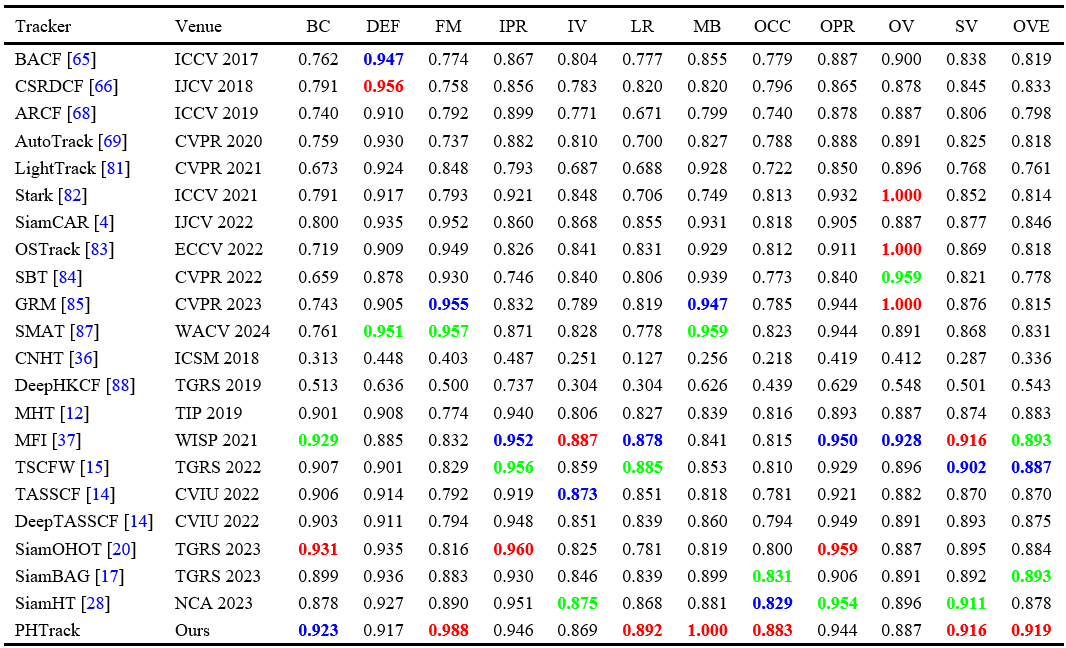 Tracker Venue BC DEF FM IPR IV LR MB OCC OPR OV SV OVE
BACF [65] ICCV 2017 0.762 0.947 0.774 0.867 0.804 0.777 0.855 0.779 0.887 0.900 0.838 0.819
CSRDCF [66] IJCV 2018 0.791 0.956 0.758 0.856 0.783 0.820 0.820 0.796 0.865 0.878 0.845 0.833
ARCF [68] ICCV 2019 0.740 0.910 0.792 0.899 0.771 0.671 0.799 0.740 0.878 0.887 0.806 0.798
AutoTrack [69] CVPR 2020 0.759 0.930 0.737 0.882 0.810 0.700 0.827 0.788 0.888 0.891 0.825 0.818
LightTrack [81] CVPR 2021 0.673 0.924 0.848 0.793 0.687 0.688 0.928 0.722 0.850 0.896 0.768 0.761
Stark [82] ICCV 2021 0.791 0.917 0.793 0.921 0.848 0.706 0.749 0.813 0.932 1.000 0.852 0.814
SiamCAR [4] IJCV 2022 0.800 0.935 0.952 0.860 0.868 0.855 0.931 0.818 0.905 0.887 0.877 0.846
OSTrack [83] ECCV 2022 0.719 0.909 0.949 0.826 0.841 0.831 0.929 0.812 0.911 1.000 0.869 0.818
SBT [84] CVPR 2022 0.659 0.878 0.930 0.746 0.840 0.806 0.939 0.773 0.840 0.959 0.821 0.778
GRM [85] CVPR 2023 0.743 0.905 0.955 0.832 0.789 0.819 0.947 0.785 0.944 1.000 0.876 0.815
SMAT [87] WACV 2024 0.761 0.951 0.957 0.871 0.828 0.778 0.959 0.823 0.944 0.891 0.868 0.831
CNHT [36] ICSM 2018 0.313 0.448 0.403 0.487 0.251 0.127 0.256 0.218 0.419 0.412 0.287 0.336
DeepHKCF [88] TGRS 2019 0.513 0.636 0.500 0.737 0.304 0.304 0.626 0.439 0.629 0.548 0.501 0.543
MHT [12] TIP 2019 0.901 0.908 0.774 0.940 0.806 0.827 0.839 0.816 0.893 0.887 0.874 0.883
MFI [37] WISP 2021 0.929 0.885 0.832 0.952 0.887 0.878 0.841 0.815 0.950 0.928 0.916 0.893
TSCFW [15] TGRS 2022 0.907 0.901 0.829 0.956 0.859 0.885 0.853 0.810 0.929 0.896 0.902 0.887
TASSCF [14] CVIU 2022 0.906 0.914 0.792 0.919 0.873 0.851 0.818 0.781 0.921 0.882 0.870 0.870
DeepTASSCF [14] CVIU 2022 0.903 0.911 0.794 0.948 0.851 0.839 0.860 0.794 0.949 0.891 0.893 0.875
SiamOHOT [20] TGRS 2023 0.931 0.935 0.816 0.960 0.825 0.781 0.819 0.800 0.959 0.887 0.895 0.884
SiamBAG [17] TGRS 2023 0.899 0.936 0.883 0.930 0.846 0.839 0.899 0.831 0.906 0.891 0.892 0.893
SiamHT [28] NCA 2023 0.878 0.927 0.890 0.951 0.875 0.868 0.881 0.829 0.954 0.896 0.911 0.878
PHTrack Ours 0.923 0.917 0.988 0.946 0.869 0.892 1.000 0.883 0.944 0.887 0.916 0.919